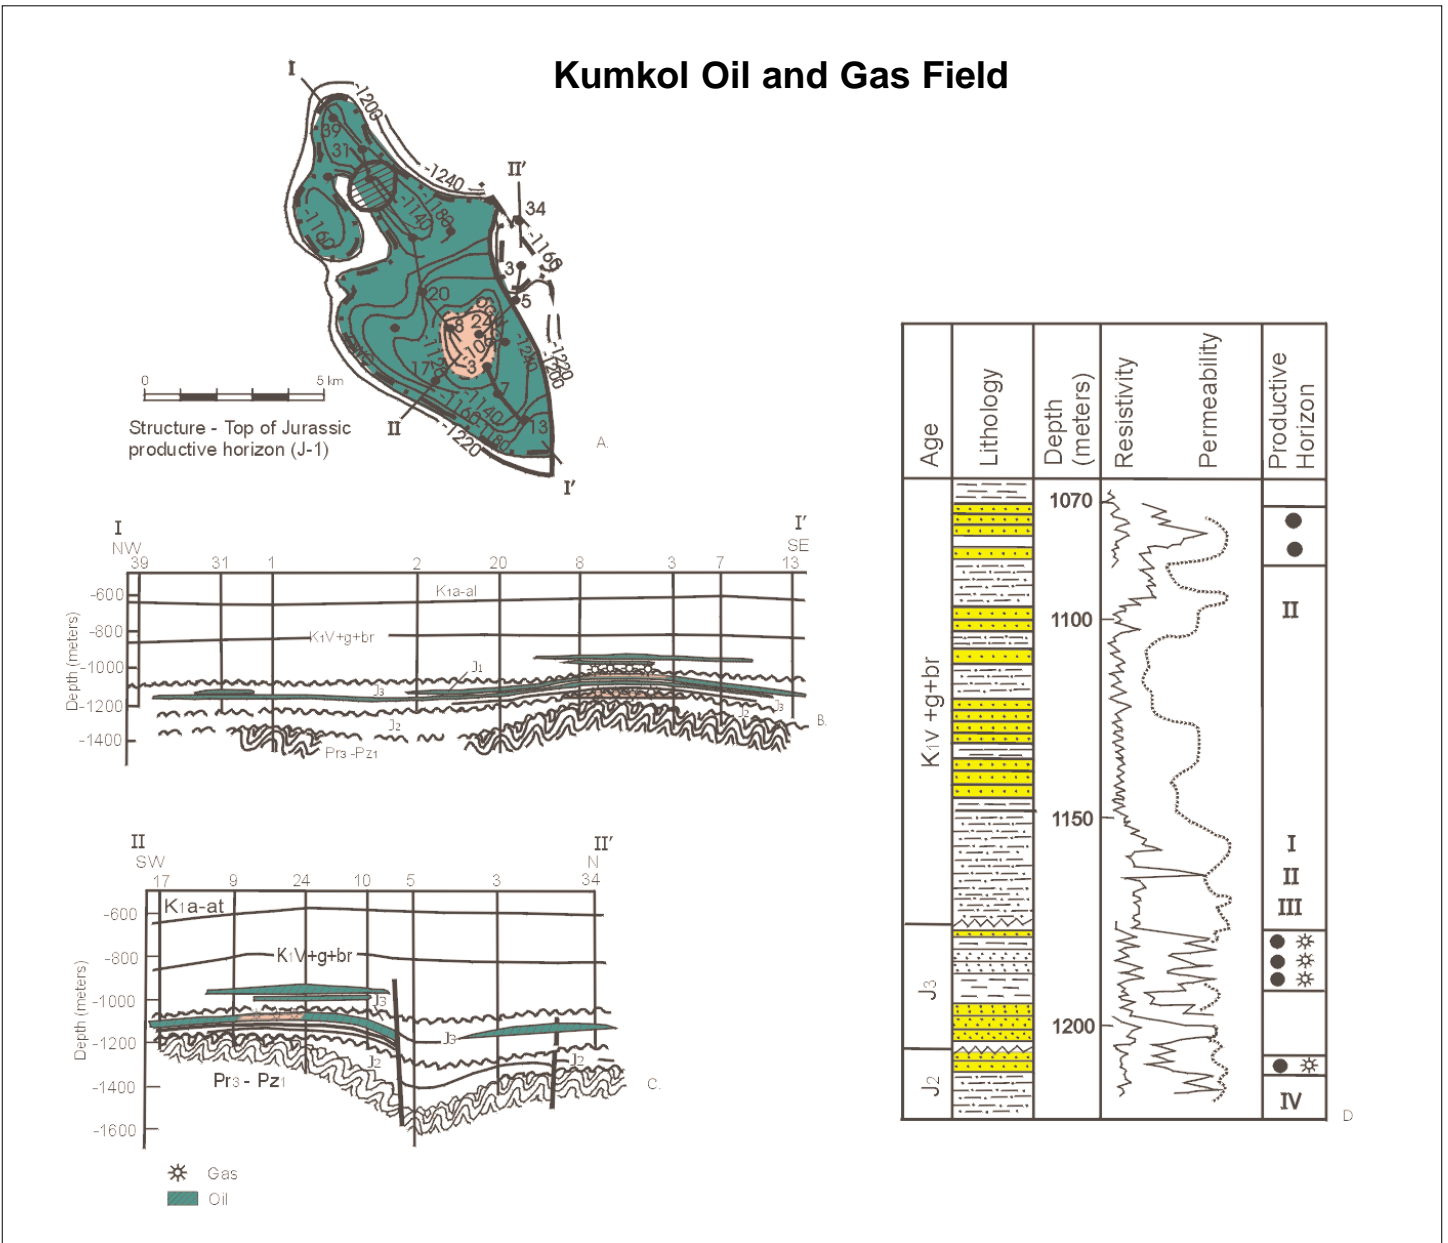 Kumkol Oil and Gas Field
I
-1200
39
31
-1240
II'
34
-1180
-1140
-1160
-1160
3
5
20
8
24
-3
17
7
-1240
-1220
-1200
-1140
-1160
-1180
-1220
13
II
I'
A.
0 5 km
Structure - Top of Jurassic
productive horizon (J-1)
I I'
NW SE
39 31 1 2 20 8 3 7 13
Depth (meters)
-600
-800
-1000
-1200
-1400
K1a-al
K1V+g+br
J1
J3
J2
J2
J3
Pr3 -Pz1
B.
II II'
SW N
17 9 24 10 5 3 34
Depth (meters)
-600
-800
-1000
-1200
-1400
-1600
K1a-at
K1V+g+br
J3
J3
J2
J2
Pr3 - Pz1
C.
Gas
Oil
Age
Lithology
Depth
(meters)
Resistivity
Permeability
Productive
Horizon
K1V +g+br
J3
J2
1070
1100
1150
1200
II
I
II
III
IV
D